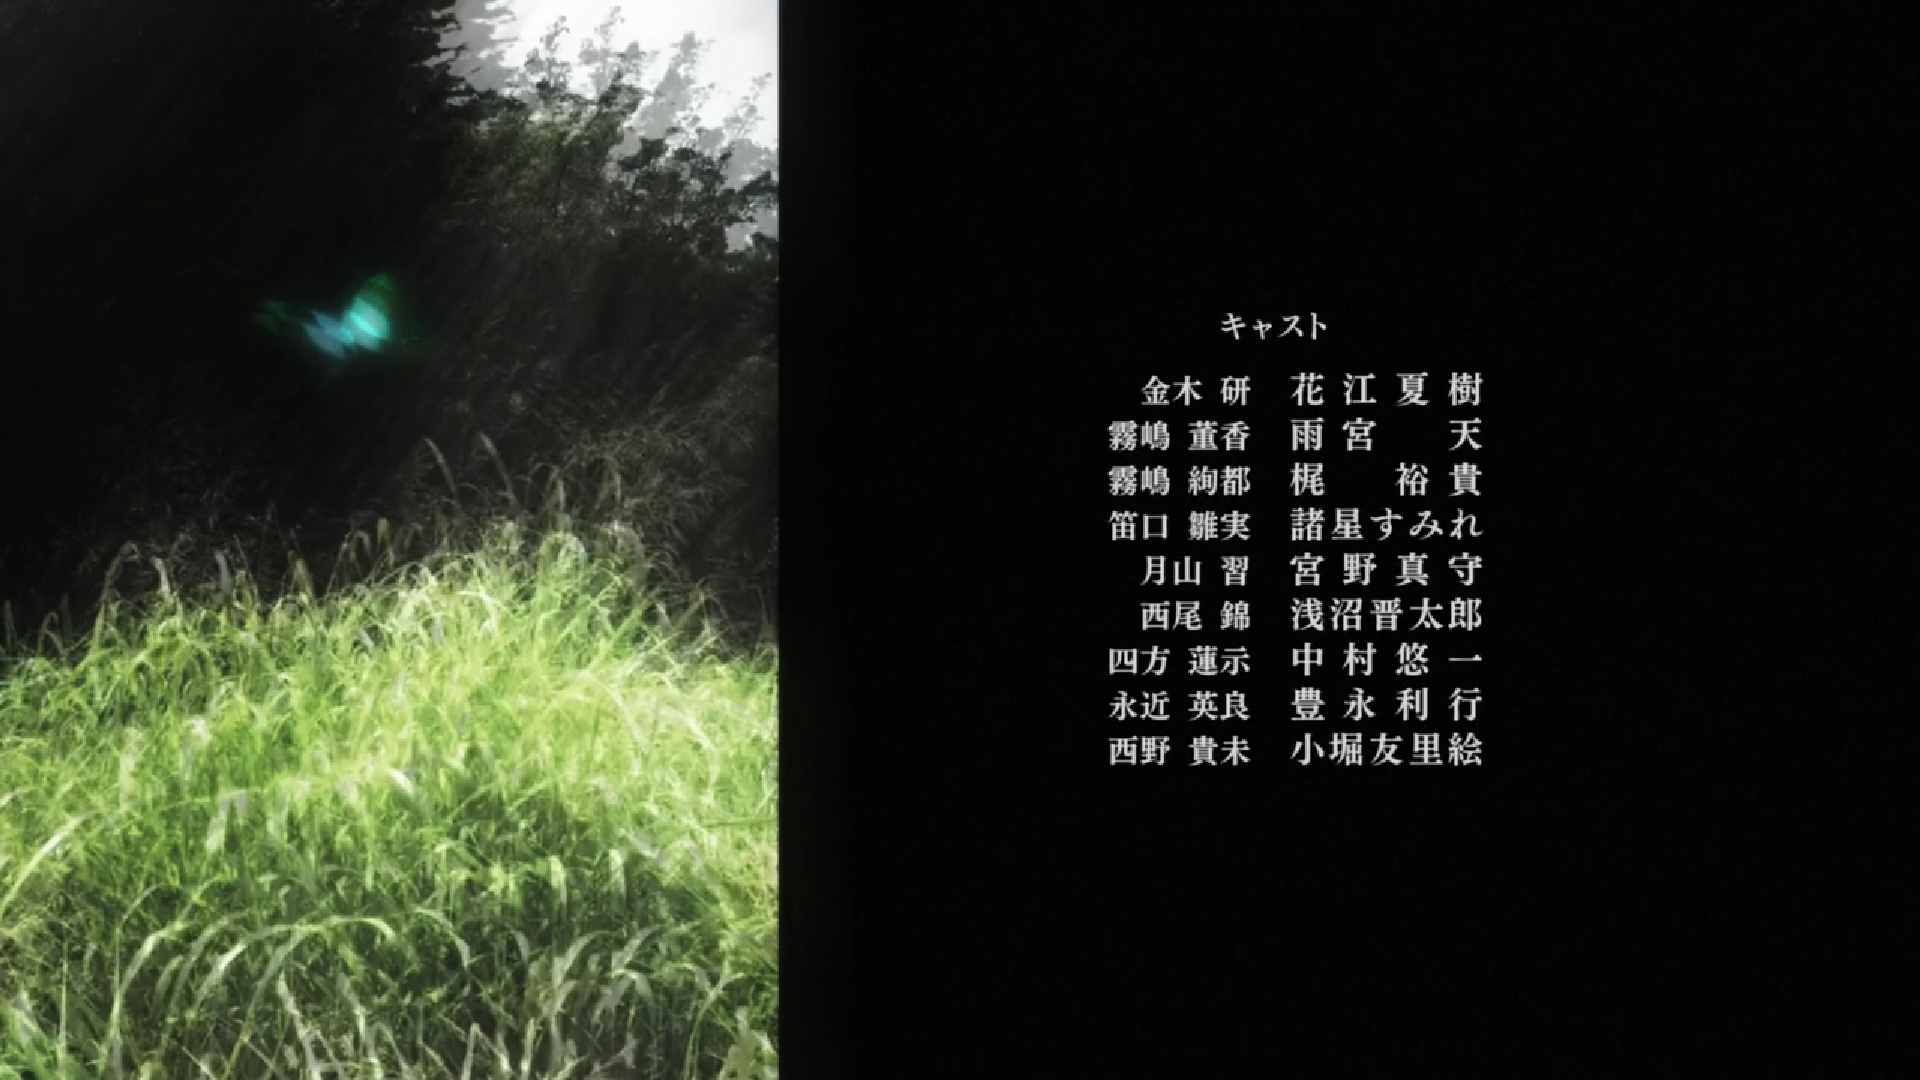 キャスト
金木 研 花江夏樹
霧嶋 董香 雨宮 天
霧嶋 絢都 梶 裕貴
笛口 雛実 諸星すみれ
月山 習 宮野真守
西尾 錦 浅沼晋太郎
四方 蓮示 中村悠一
永近 英良 豊永利行
西野 貴未 小堀友里絵